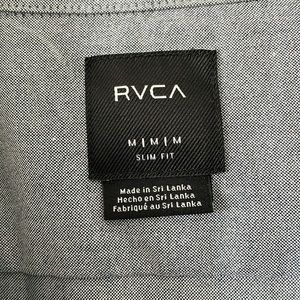 RVCA
M|M|M
SLIM FIT
Made in Sri Lanka
Hecho en Sri Lanka
Fabriqué au Sri Lanka